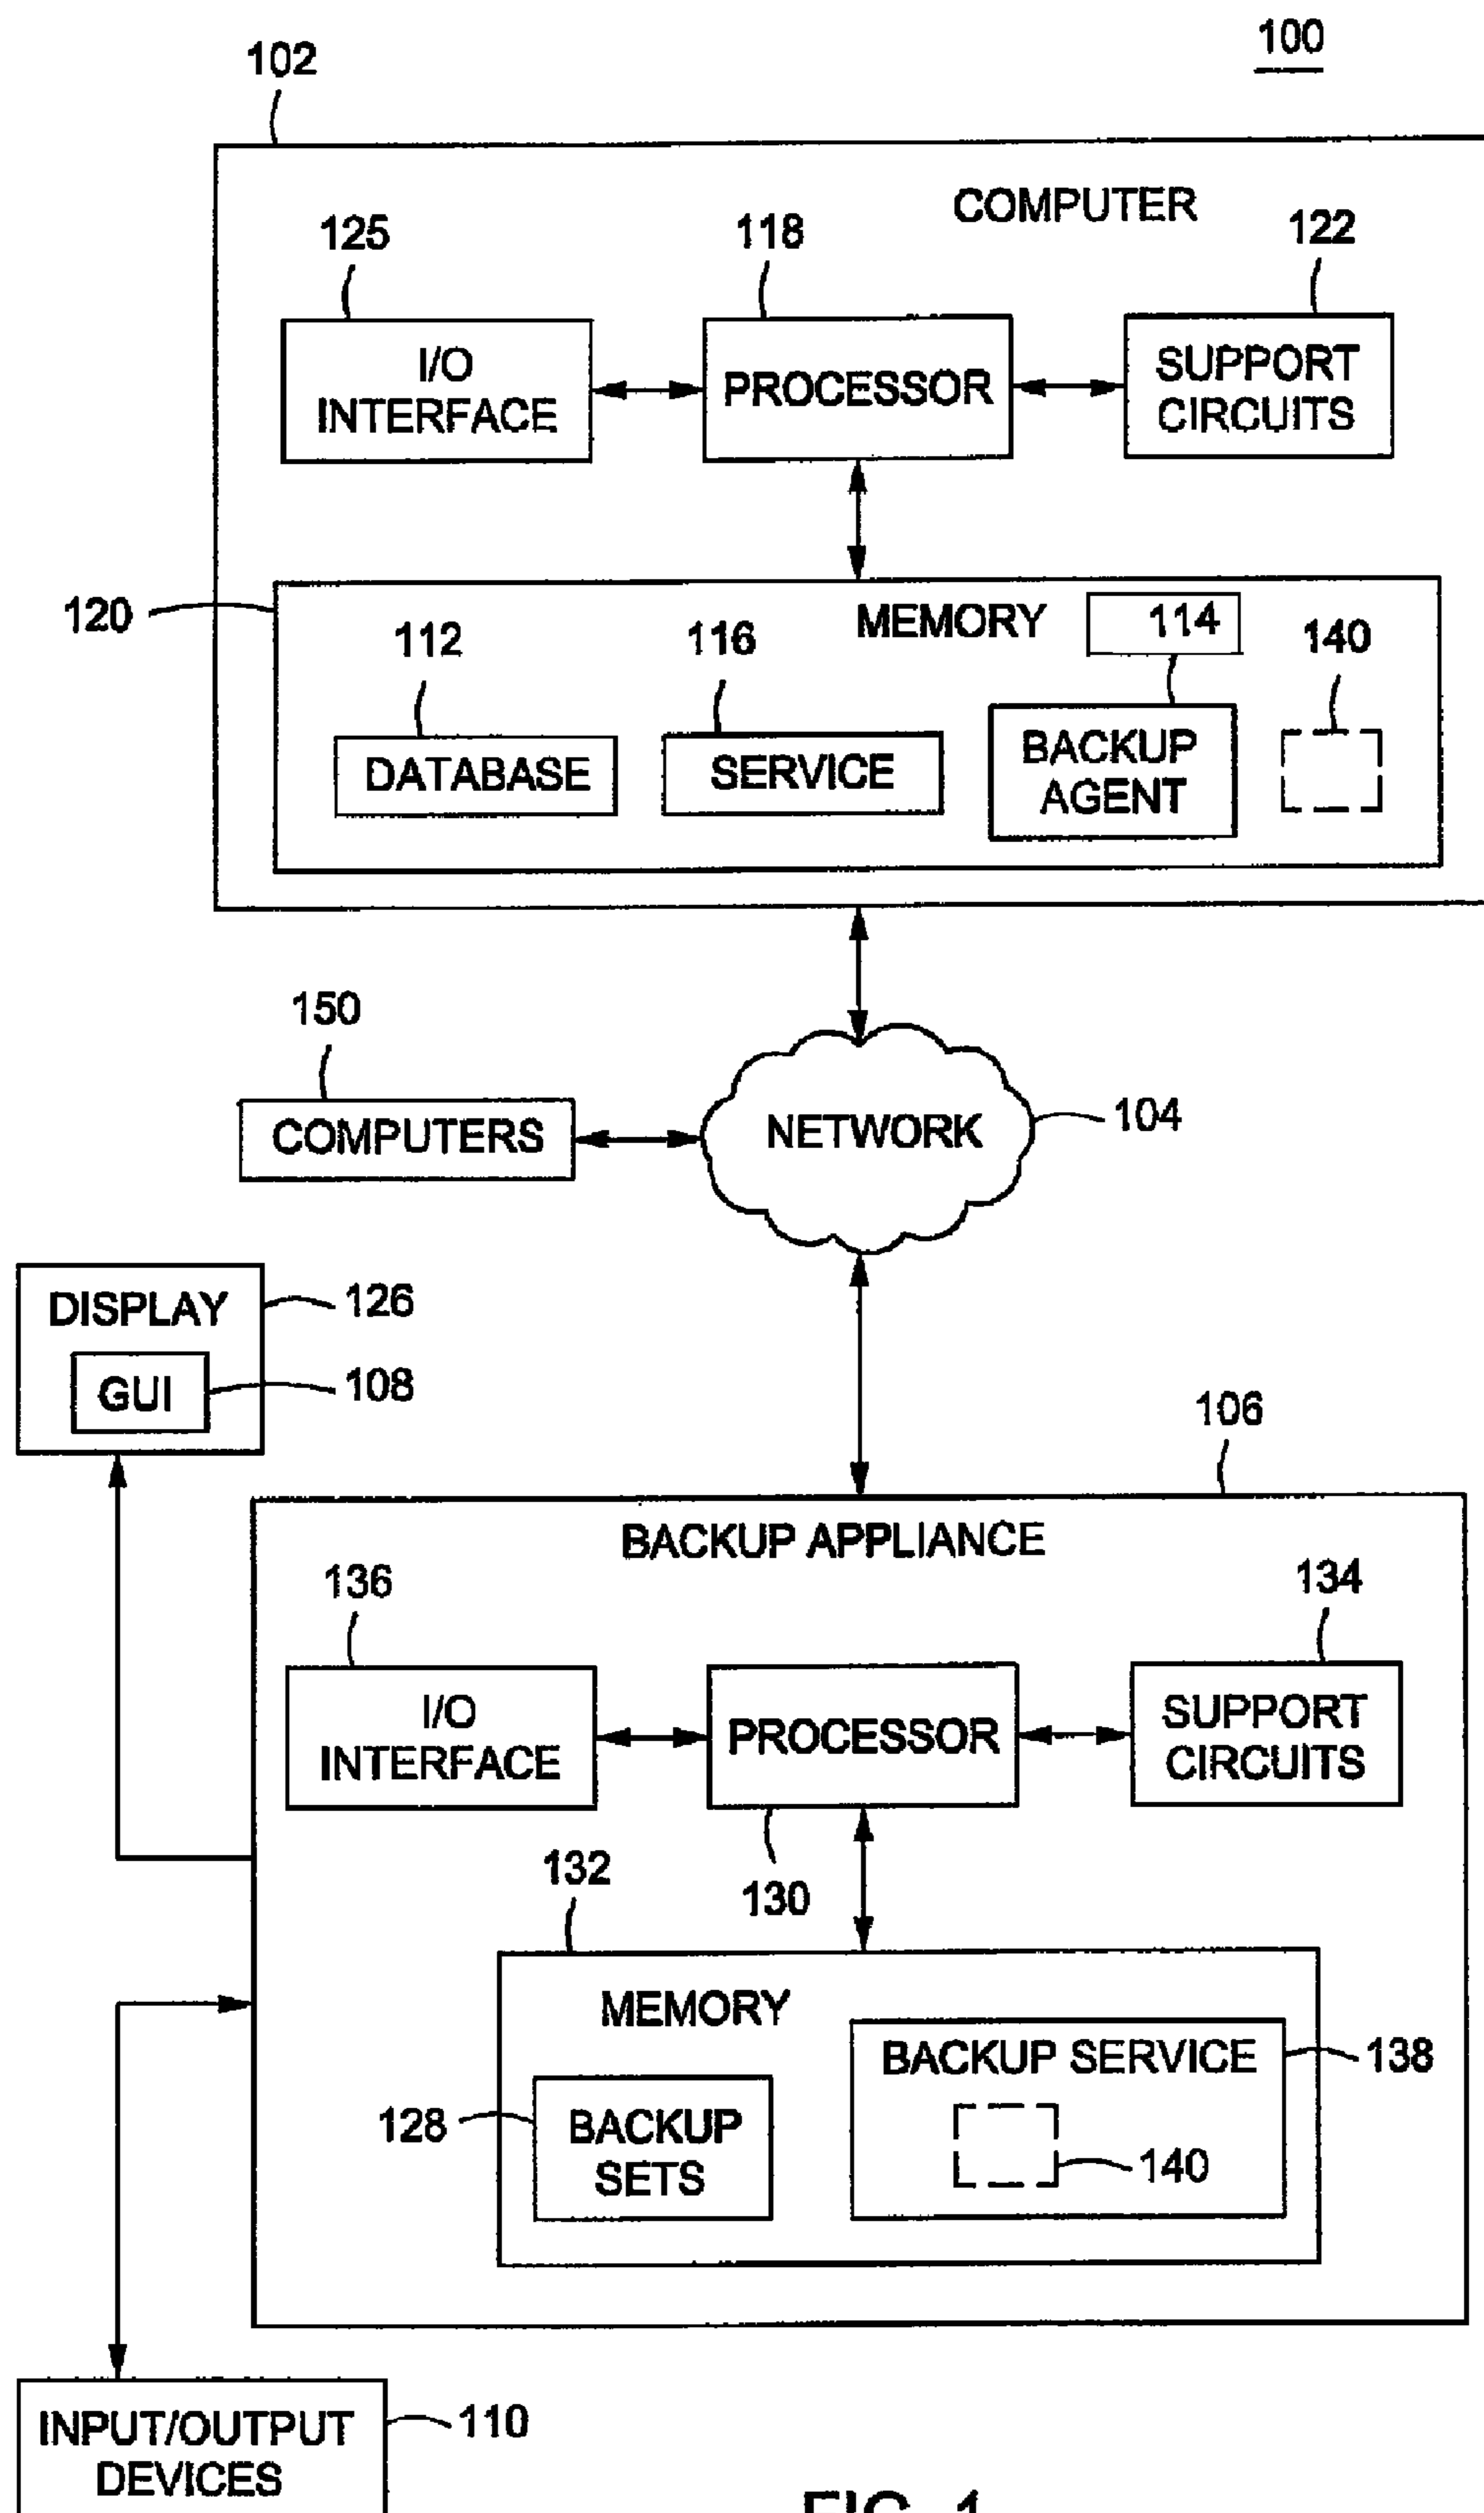 100
102
COMPUTER
125
118
122
I/O
INTERFACE
PROCESSOR
SUPPORT
CIRCUITS
120
MEMORY
114
112
116
140
DATABASE
SERVICE
BACKUP
AGENT
150
COMPUTERS
NETWORK
104
DISPLAY
126
GUI
108
106
BACKUP APPLIANCE
136
134
I/O
INTERFACE
PROCESSOR
SUPPORT
CIRCUITS
132
130
MEMORY
BACKUP SERVICE
138
128
BACKUP
SETS
140
INPUT/OUTPUT
DEVICES
110
FIG. 1